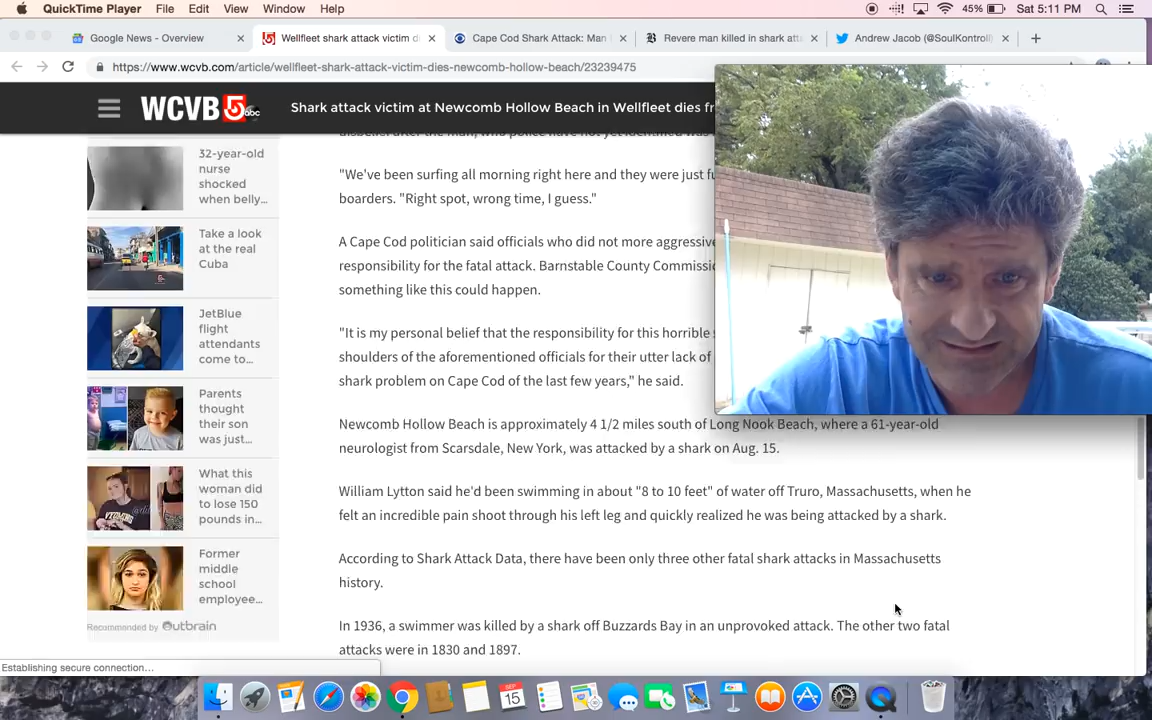 QuickTime Player File Edit View Window Help 45% Sat 5:11 PM
Google News - Overview
Wellfleet shark attack victim d
Cape Cod Shark Attack: Man
Revere man killed in shark att
Andrew Jacob (@SoulKontroll)
https://www.wcvb.com/article/wellfleet-shark-attack-victim-dies-newcomb-hollow-beach/23239475
WCVB 5 abc
Shark attack victim at Newcomb Hollow Beach in Wellfleet dies fr
32-year-old
nurse
shocked
when belly…
Take a look
at the real
Cuba
JetBlue
flight
attendants
come to…
Parents
thought
their son
was just…
What this
woman did
to lose 150
pounds in…
Former
middle
school
employee…
Recommended by Outbrain
"We've been surfing all morning right here and they were just fu
boarders. "Right spot, wrong time, I guess."
A Cape Cod politician said officials who did not more aggressive
responsibility for the fatal attack. Barnstable County Commissi
something like this could happen.
"It is my personal belief that the responsibility for this horrible
shoulders of the aforementioned officials for their utter lack of
shark problem on Cape Cod of the last few years," he said.
Newcomb Hollow Beach is approximately 4 1/2 miles south of Long Nook Beach, where a 61-year-old
neurologist from Scarsdale, New York, was attacked by a shark on Aug. 15.
William Lytton said he'd been swimming in about "8 to 10 feet" of water off Truro, Massachusetts, when he
felt an incredible pain shoot through his left leg and quickly realized he was being attacked by a shark.
According to Shark Attack Data, there have been only three other fatal shark attacks in Massachusetts
history.
In 1936, a swimmer was killed by a shark off Buzzards Bay in an unprovoked attack. The other two fatal
attacks were in 1830 and 1897.
Establishing secure connection…
SEP
15